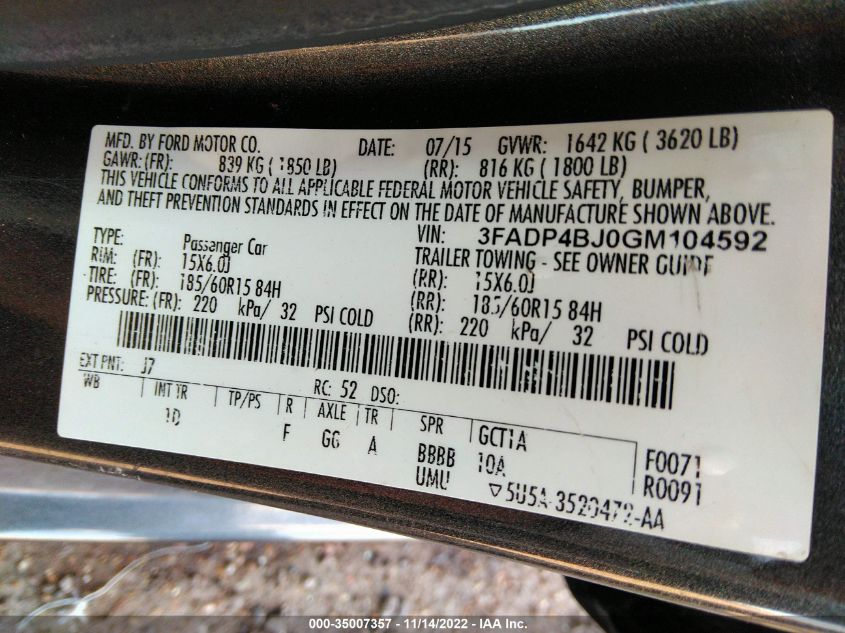 MFD. BY FORD MOTOR CO. DATE: 07/15 GVWR: 1642 KG ( 3620 LB)
GAWR: (FR): 839 KG ( 1850 LB) (RR): 816 KG ( 1800 LB)
THIS VEHICLE CONFORMS TO ALL APPLICABLE FEDERAL MOTOR VEHICLE SAFETY, BUMPER,
AND THEFT PREVENTION STANDARDS IN EFFECT ON THE DATE OF MANUFACTURE SHOWN ABOVE.
VIN: 3FADP4BJ0GM104592
TYPE: Passenger Car TRAILER TOWING - SEE OWNER GUIDE
RIM: (FR): 15X6.0J (RR): 15X6.0J
TIRE: (FR): 185/60R15 84H (RR): 185/60R15 84H
PRESSURE: (FR): 220 kPa/ 32 PSI COLD (RR): 220 kPa/ 32 PSI COLD
EXT PNT: J7 RC: 52 DSO:
WB INT TR TP/PS R AXLE TR SPR GCT1A
1D F GG A BBBB 10A F0071
UMU R0091
▽5U5A-3520472-AA
000-35007357 - 11/14/2022 - IAA Inc.